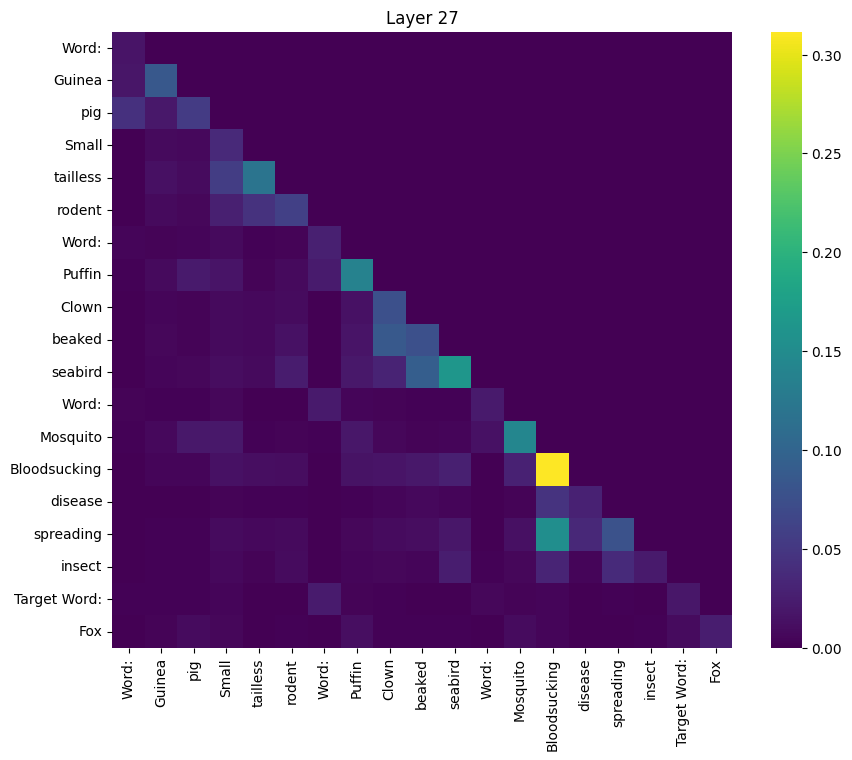 Layer 27
Word:
Guinea
pig
Small
tailless
rodent
Word:
Puffin
Clown
beaked
seabird
Word:
Mosquito
Bloodsucking
disease
spreading
insect
Target Word:
Fox
Word:
Guinea
pig
Small
tailless
rodent
Word:
Puffin
Clown
beaked
seabird
Word:
Mosquito
Bloodsucking
disease
spreading
insect
Target Word:
Fox
0.30
0.25
0.20
0.15
0.10
0.05
0.00